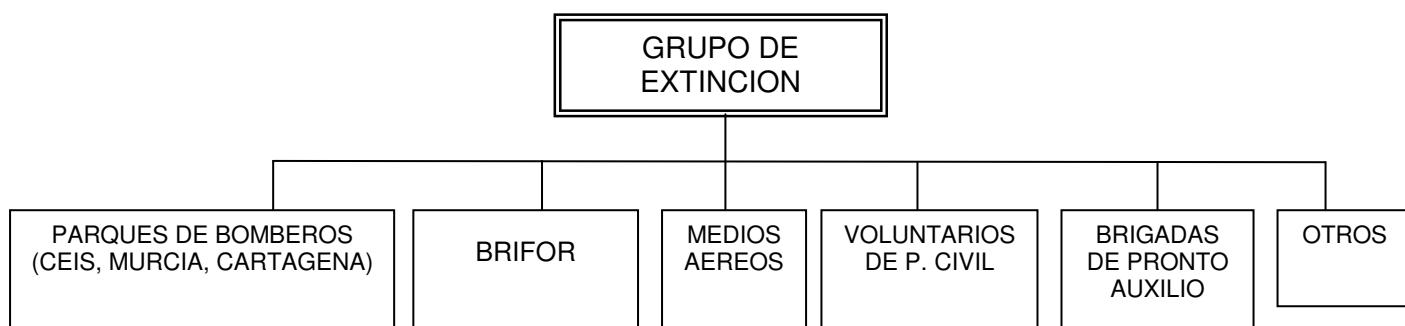 GRUPO DE
EXTINCION
PARQUES DE BOMBEROS
(CEIS, MURCIA, CARTAGENA)
BRIFOR
MEDIOS
AEREOS
VOLUNTARIOS
DE P. CIVIL
BRIGADAS
DE PRONTO
AUXILIO
OTROS